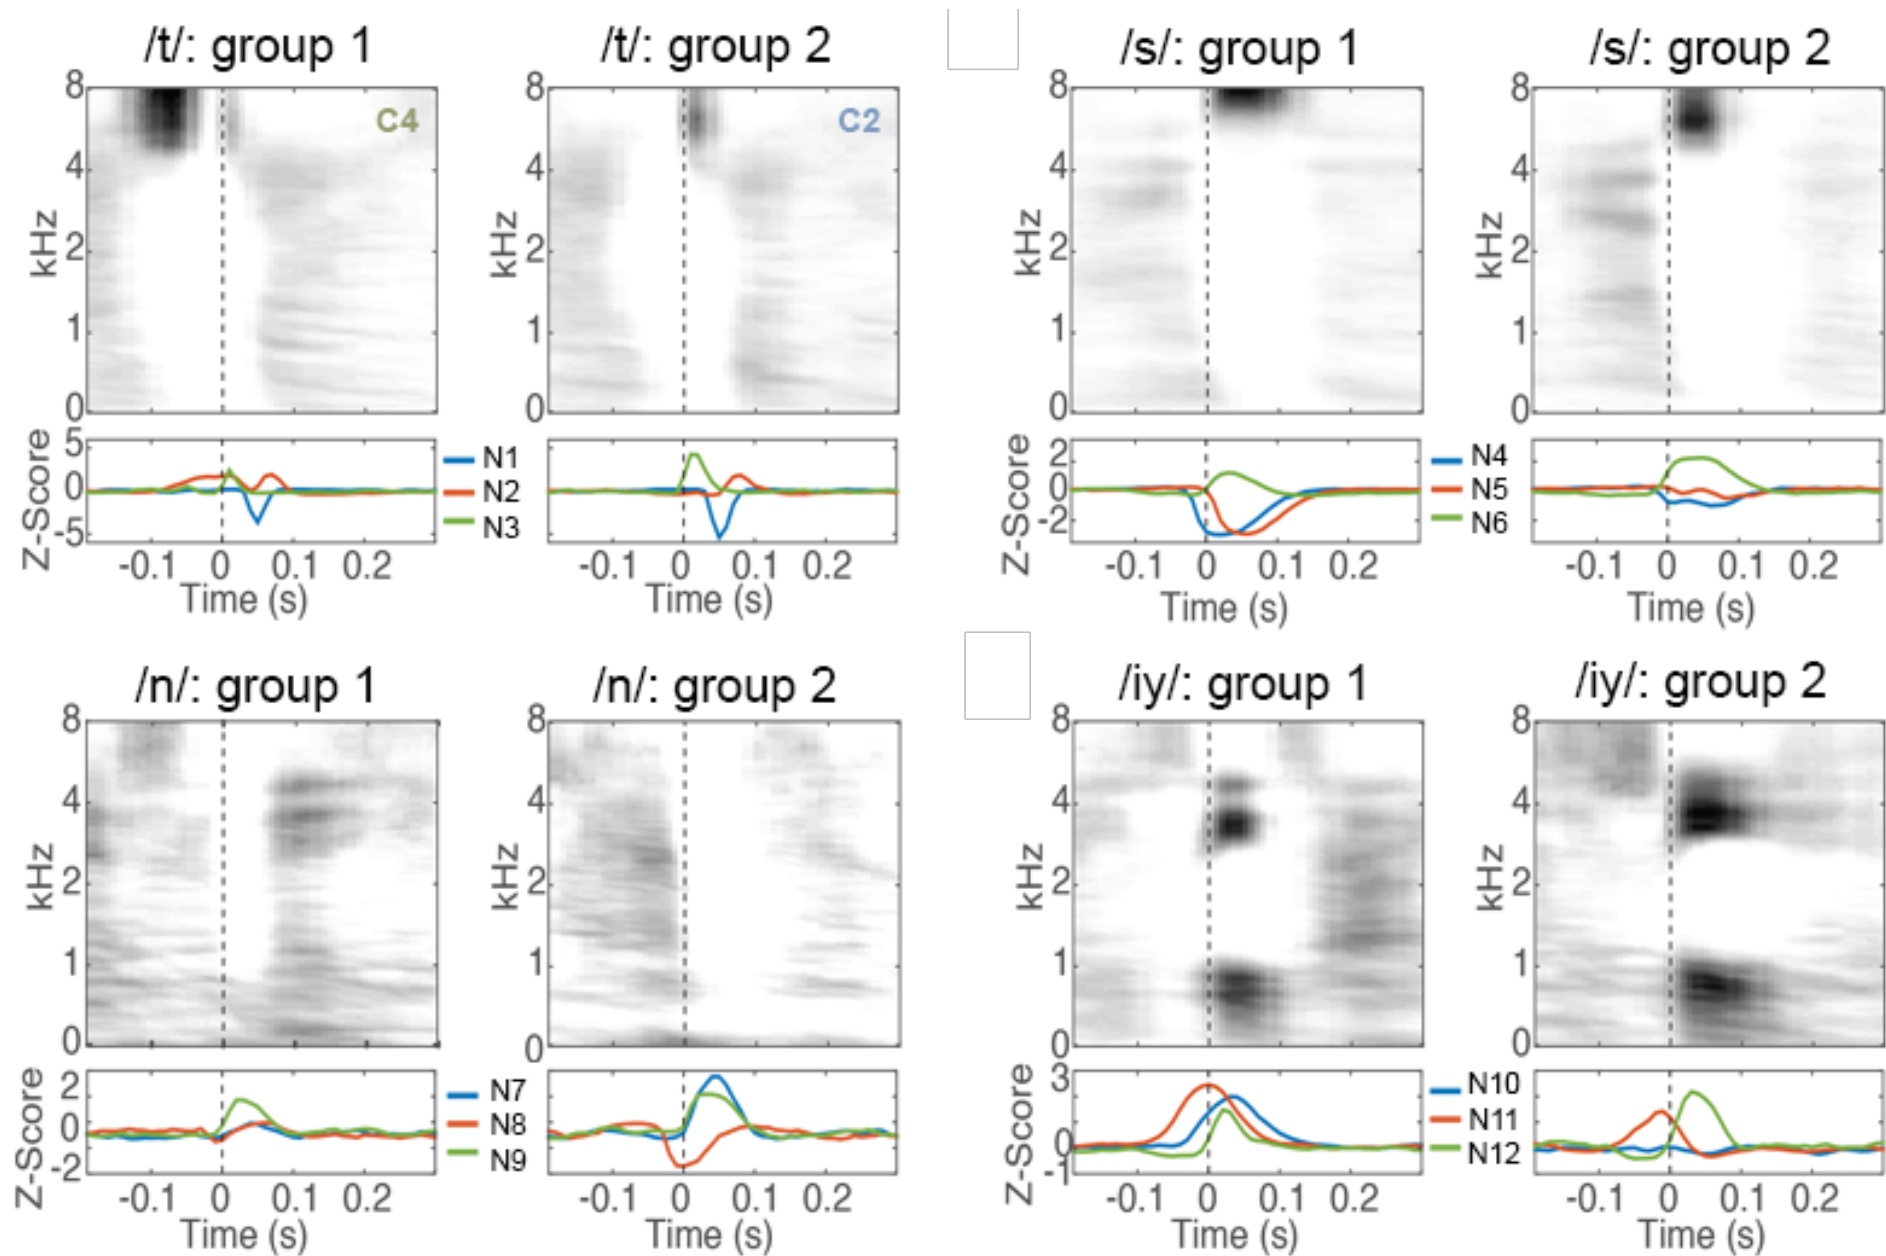 /t/: group 1
/t/: group 2
/s/: group 1
/s/: group 2
8
4
2
1
0
kHz
C4
8
4
2
1
0
kHz
C2
8
4
2
1
0
kHz
8
4
2
1
0
kHz
Z-Score
5
0
-5
N1
N2
N3
Z-Score
2
0
-2
N4
N5
N6
-0.1 0 0.1 0.2
Time (s)
-0.1 0 0.1 0.2
Time (s)
-0.1 0 0.1 0.2
Time (s)
-0.1 0 0.1 0.2
Time (s)
/n/: group 1
/n/: group 2
/iy/: group 1
/iy/: group 2
8
4
2
1
0
kHz
8
4
2
1
0
kHz
8
4
2
1
0
kHz
8
4
2
1
0
kHz
Z-Score
2
0
-2
N7
N8
N9
Z-Score
3
0
-1
N10
N11
N12
-0.1 0 0.1 0.2
Time (s)
-0.1 0 0.1 0.2
Time (s)
-0.1 0 0.1 0.2
Time (s)
-0.1 0 0.1 0.2
Time (s)